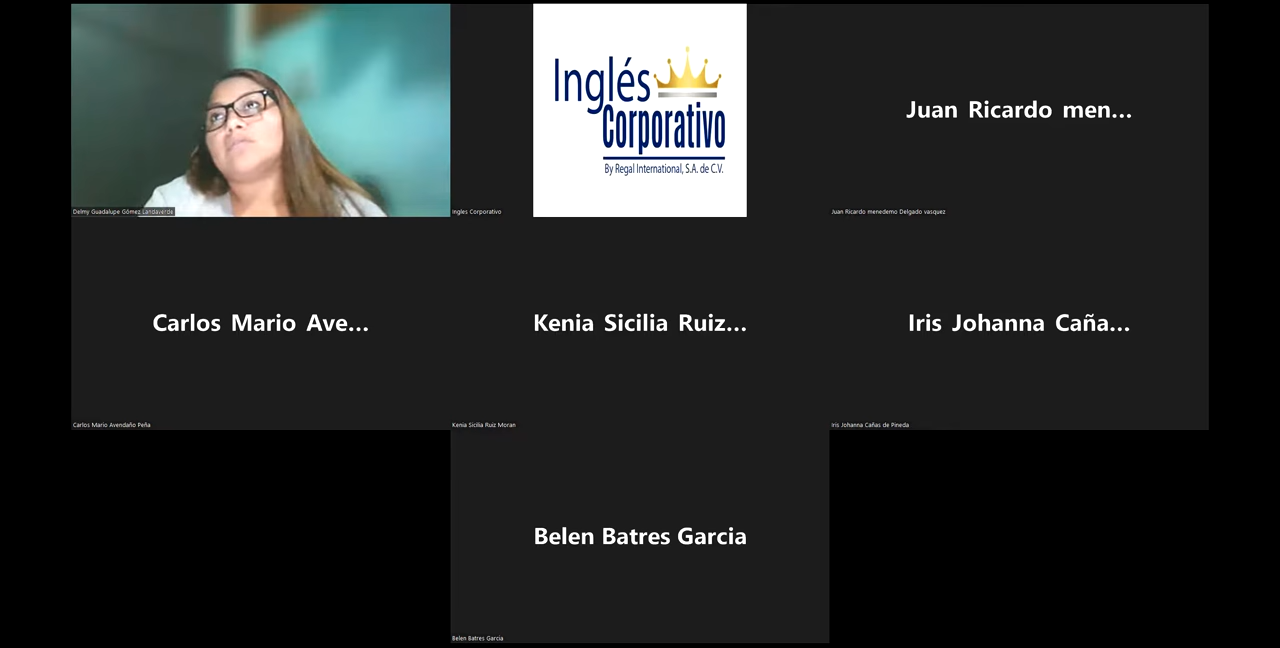 Delmy Guadalupe Gómez Landaverde
Inglés
Corporativo
By Regal International, S.A. de C.V.
Ingles Corporativo
Juan Ricardo men...
Juan Ricardo menedemo Delgado vasquez
Carlos Mario Ave...
Carlos Mario Avendaño Peña
Kenia Sicilia Ruiz...
Kenia Sicilia Ruiz Moran
Iris Johanna Caña...
Iris Johanna Cañas de Pineda
Belen Batres Garcia
Belen Batres Garcia